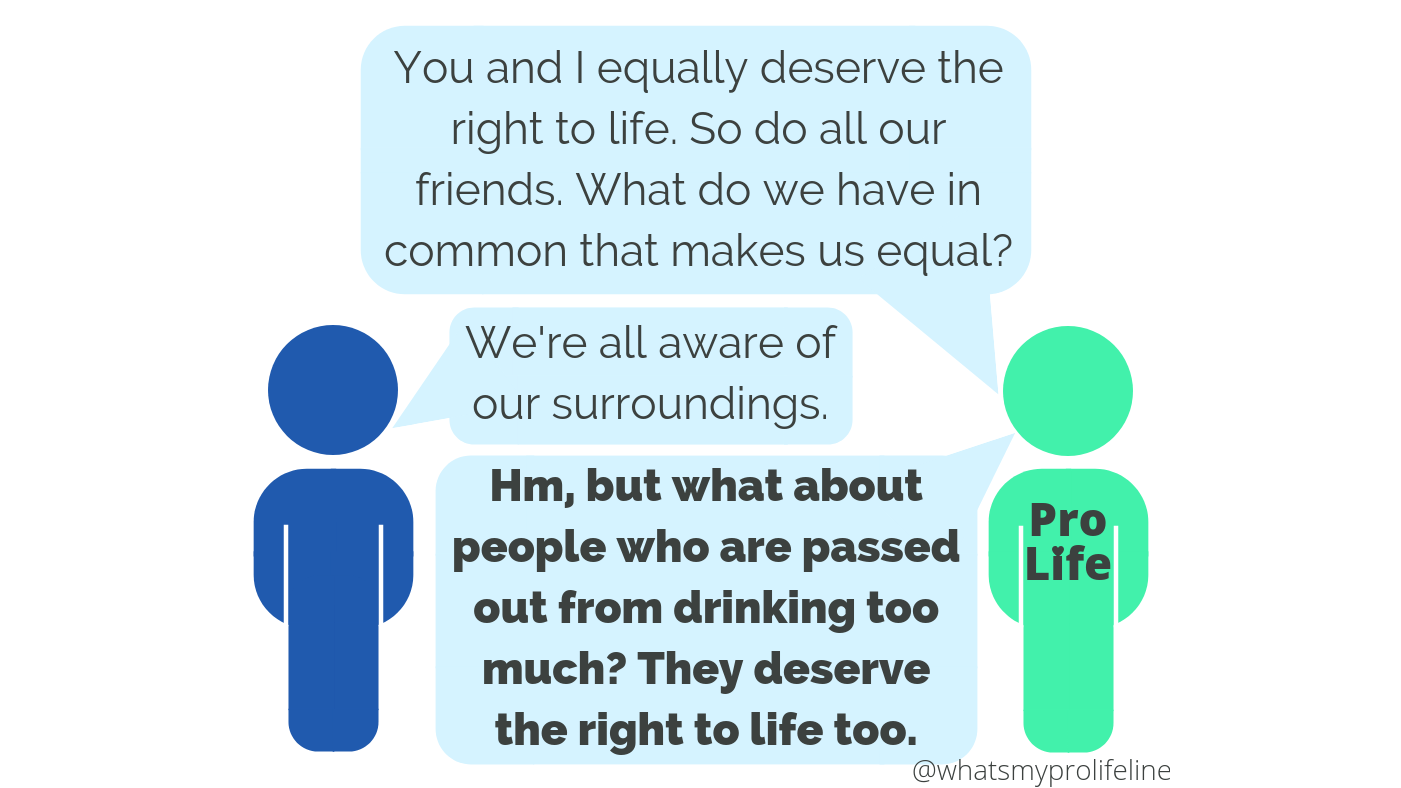 You and I equally deserve the
right to life. So do all our
friends. What do we have in
common that makes us equal?
We're all aware of
our surroundings.
Hm, but what about
people who are passed
out from drinking too
much? They deserve
the right to life too.
Pro
Life
@whatsmyprolifeline